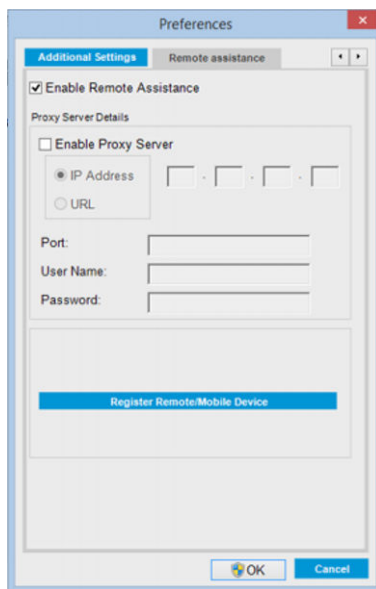 Preferences
Additional Settings
Remote assistance
Enable Remote Assistance
Proxy Server Details
Enable Proxy Server
IP Address
URL
Port:
User Name:
Password:
Register Remote/Mobile Device
OK
Cancel